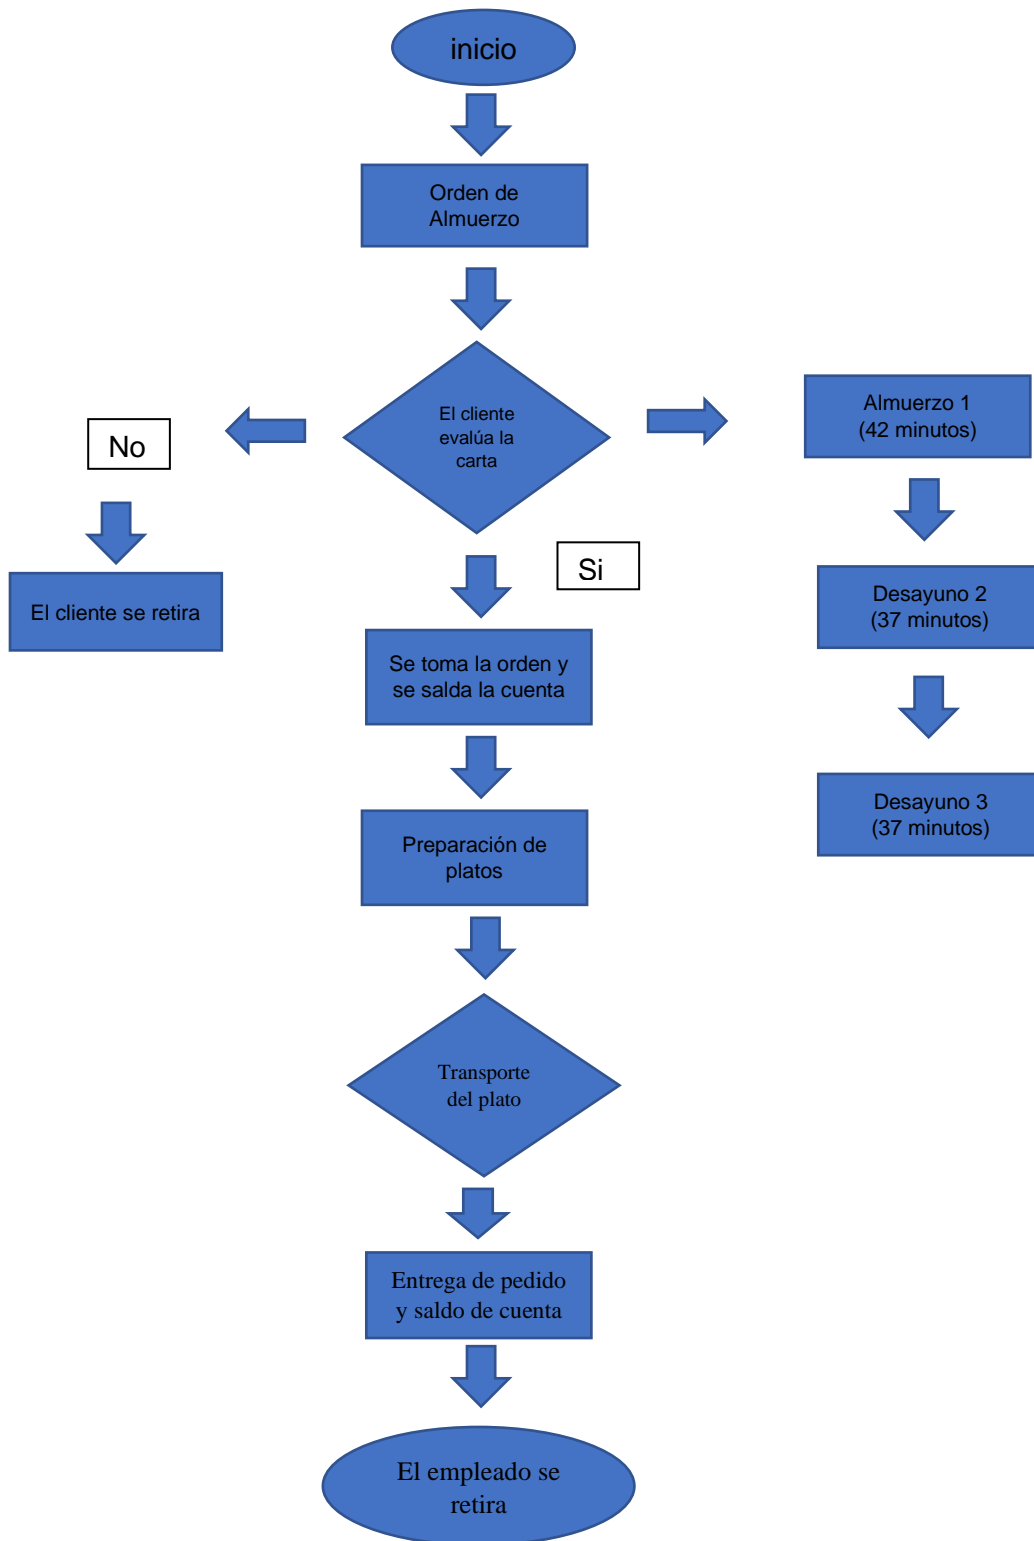 inicio
Orden de
Almuerzo
El cliente
evalúa la
carta
No
Almuerzo 1
(42 minutos)
Si
El cliente se retira
Desayuno 2
(37 minutos)
Se toma la orden y
se salda la cuenta
Desayuno 3
(37 minutos)
Preparación de
platos
Transporte
del plato
Entrega de pedido
y saldo de cuenta
El empleado se
retira